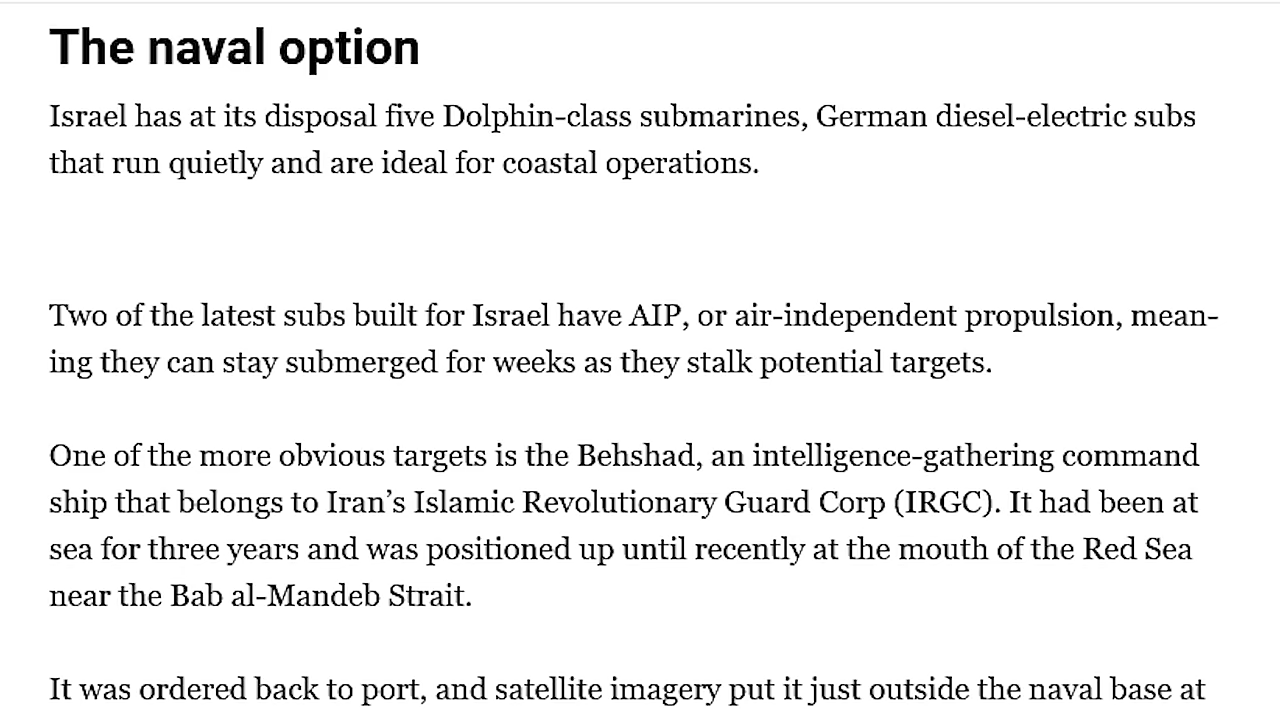 The naval option
Israel has at its disposal five Dolphin-class submarines, German diesel-electric subs
that run quietly and are ideal for coastal operations.
Two of the latest subs built for Israel have AIP, or air-independent propulsion, mean-
ing they can stay submerged for weeks as they stalk potential targets.
One of the more obvious targets is the Behshad, an intelligence-gathering command
ship that belongs to Iran’s Islamic Revolutionary Guard Corp (IRGC). It had been at
sea for three years and was positioned up until recently at the mouth of the Red Sea
near the Bab al-Mandeb Strait.
It was ordered back to port, and satellite imagery put it just outside the naval base at